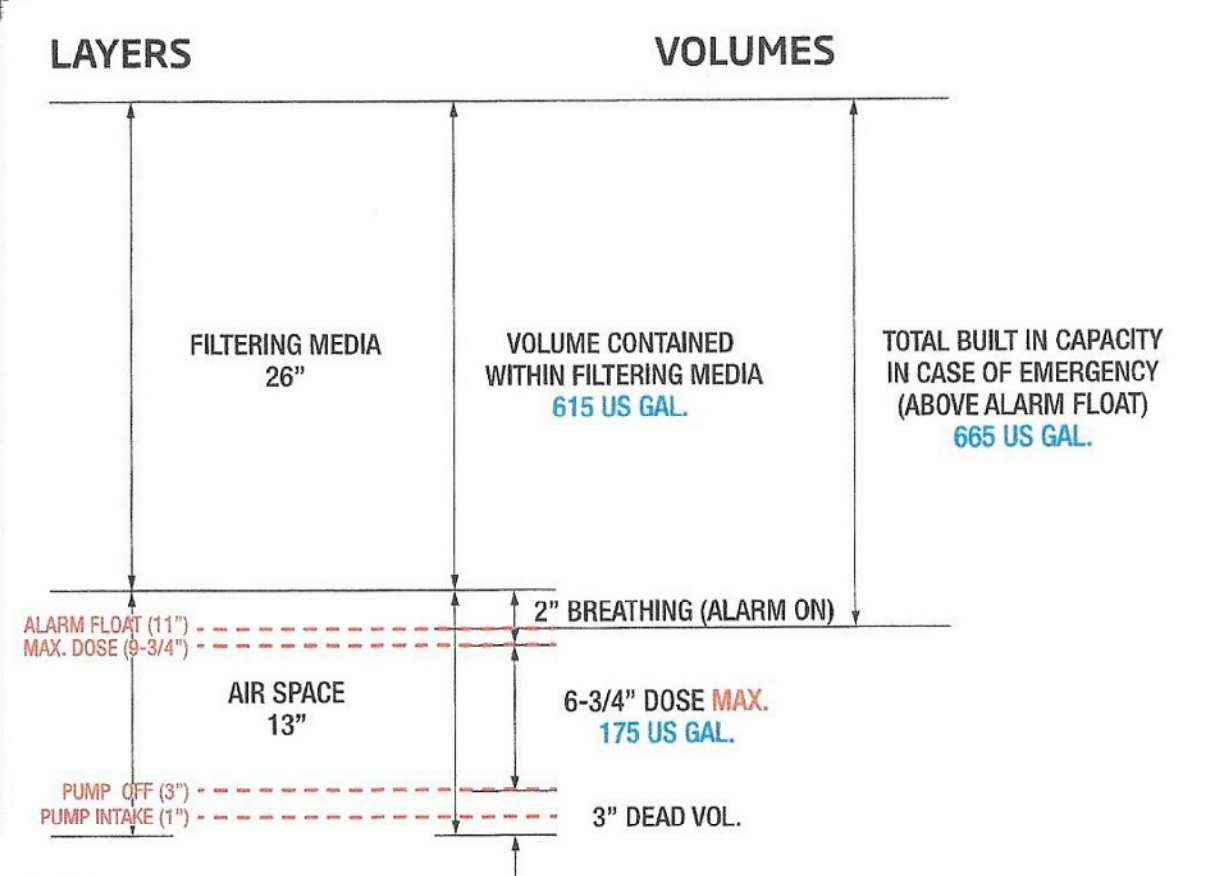 LAYERS
VOLUMES
FILTERING MEDIA
26”
VOLUME CONTAINED
WITHIN FILTERING MEDIA
615 US GAL.
TOTAL BUILT IN CAPACITY
IN CASE OF EMERGENCY
(ABOVE ALARM FLOAT)
665 US GAL.
2” BREATHING (ALARM ON)
ALARM FLOAT (11")
MAX. DOSE (9-3/4")
AIR SPACE
13”
6-3/4” DOSE MAX.
175 US GAL.
PUMP OFF (3")
PUMP INTAKE (1")
3” DEAD VOL.